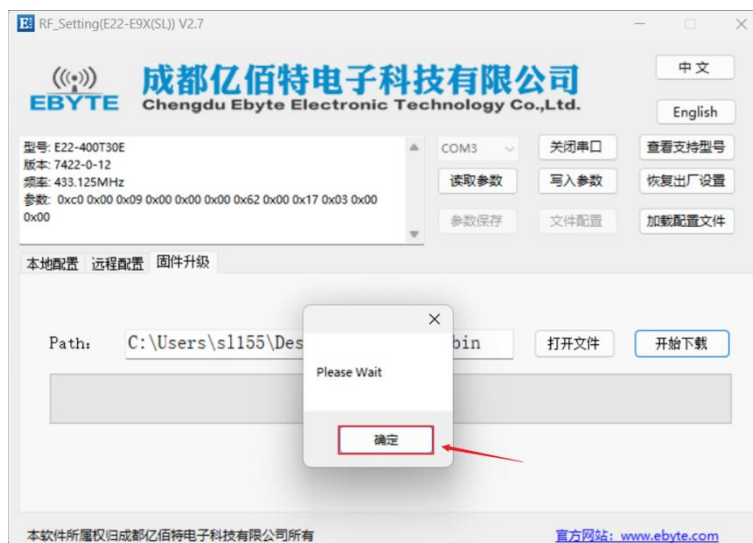 RF_Setting(E22-E9X(SL)) V2.7
EBYTE
成都亿佰特电子科技有限公司
Chengdu Ebyte Electronic Technology Co.,Ltd.
中文
English
型号: E22-400T30E
版本: 7422-0-12
频率: 433.125MHz
参数: 0xc0 0x00 0x09 0x00 0x00 0x00 0x62 0x00 0x17 0x03 0x00
0x00
COM3 关闭串口 查看支持型号
读取参数 写入参数 恢复出厂设置
参数保存 文件配置 加载配置文件
本地配置 远程配置 固件升级
Path: C:\Users\sl155\Des bin 打开文件 开始下载
Please Wait
确定
本软件所属权归成都亿佰特电子科技有限公司所有 官方网站: www.ebyte.com